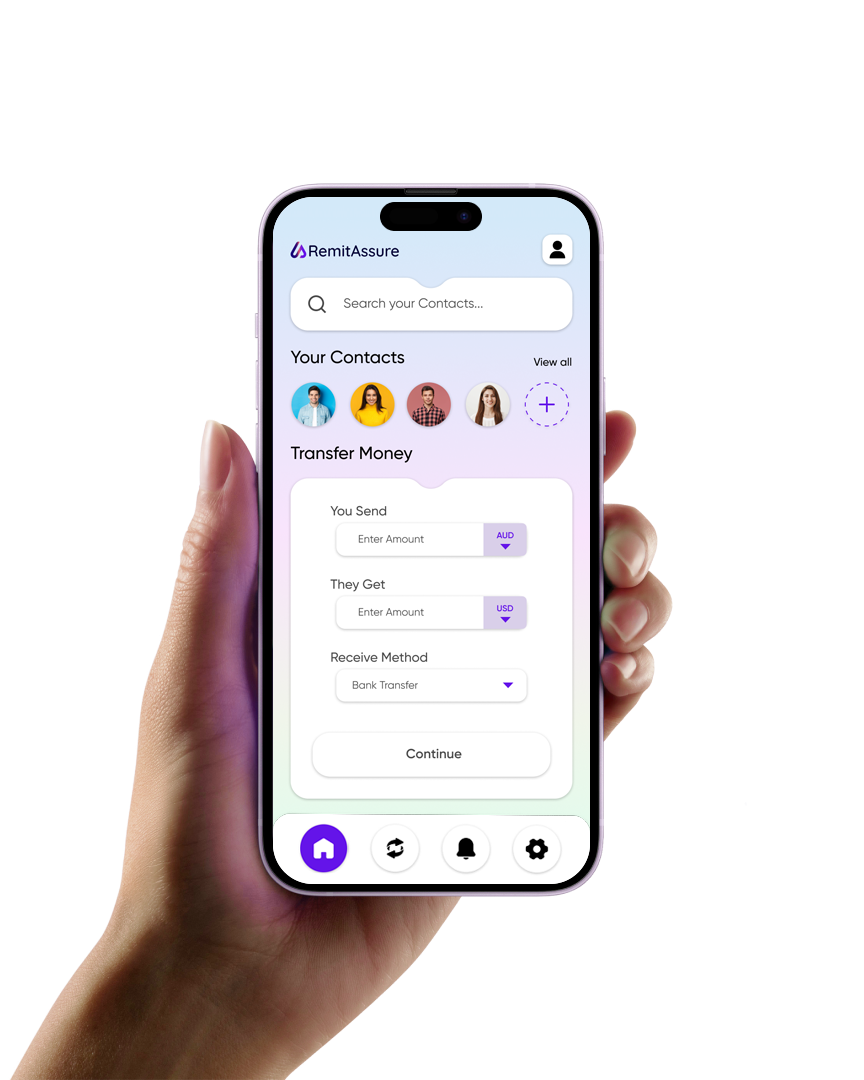 RemitAssure
Search your Contacts...
Your Contacts
View all
Transfer Money
You Send
Enter Amount
AUD
They Get
Enter Amount
USD
Receive Method
Bank Transfer
Continue